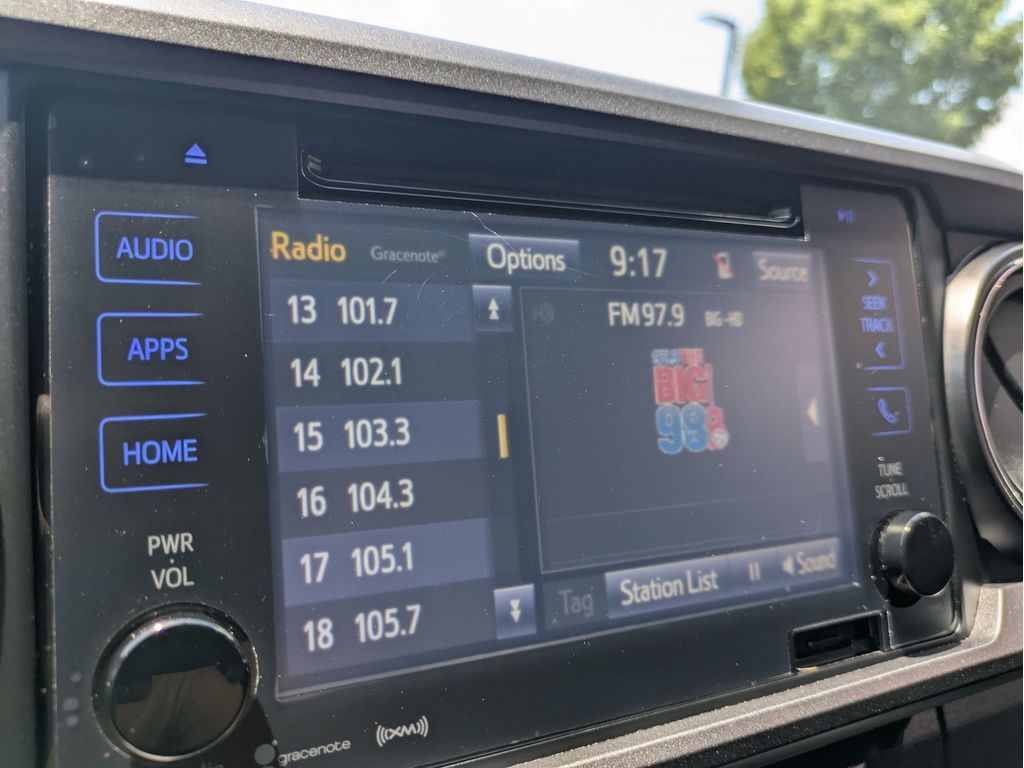 AUDIO
APPS
HOME
PWR
VOL
Radio Gracenote® Options 9:17 Source
13 101.7
14 102.1
15 103.3
16 104.3
17 105.1
18 105.7
FM97.9 BIG-HD
BIG!
98
Tag Station List Sound
SEEK
TRACK
TUNE
SCROLL
gracenote
((XM))